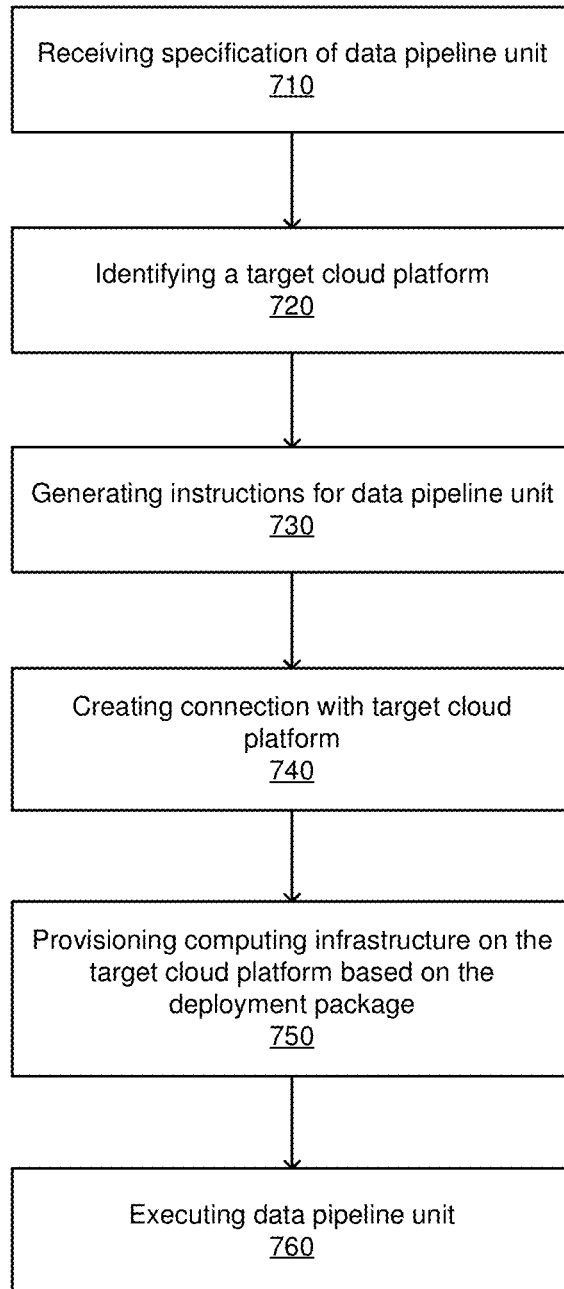 Receiving specification of data pipeline unit
710
Identifying a target cloud platform
720
Generating instructions for data pipeline unit
730
Creating connection with target cloud
platform
740
Provisioning computing infrastructure on the
target cloud platform based on the
deployment package
750
Executing data pipeline unit
760